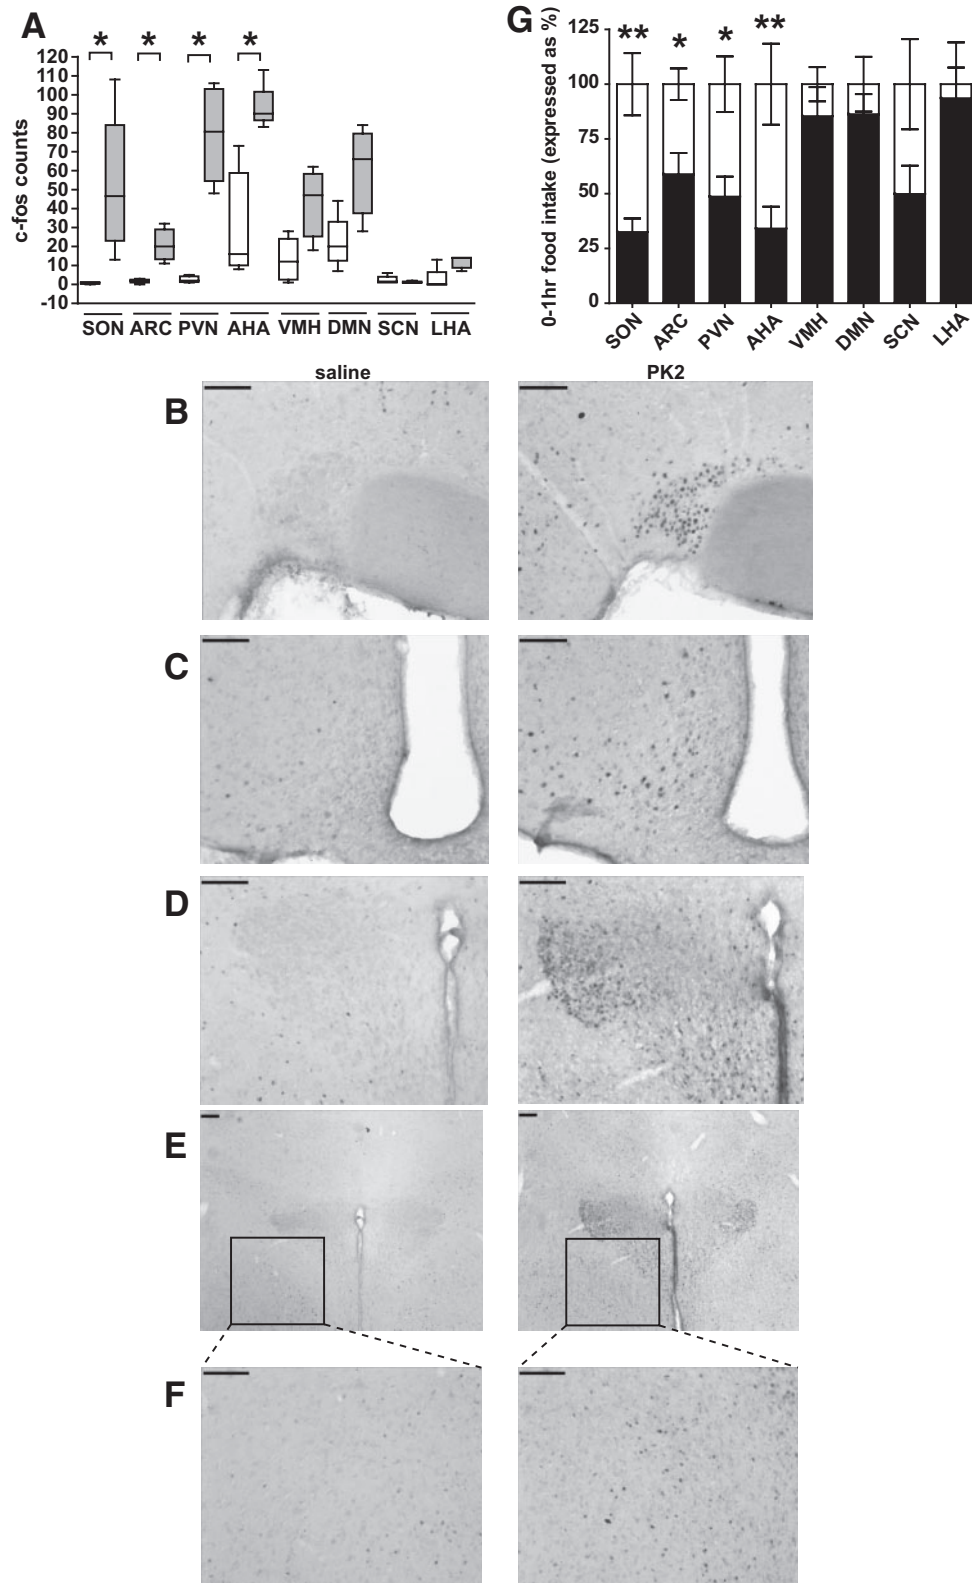 A
* * * *
c-fos counts
120
110
100
90
80
70
60
50
40
30
20
10
0
-10
SON ARC PVN AHA VMH DMN SCN LHA
G
0-1hr food intake (expressed as %)
** * * **
125
100
75
50
25
0
SON ARC PVN AHA VMH DMN SCN LHA
saline PK2
B
C
D
E
F